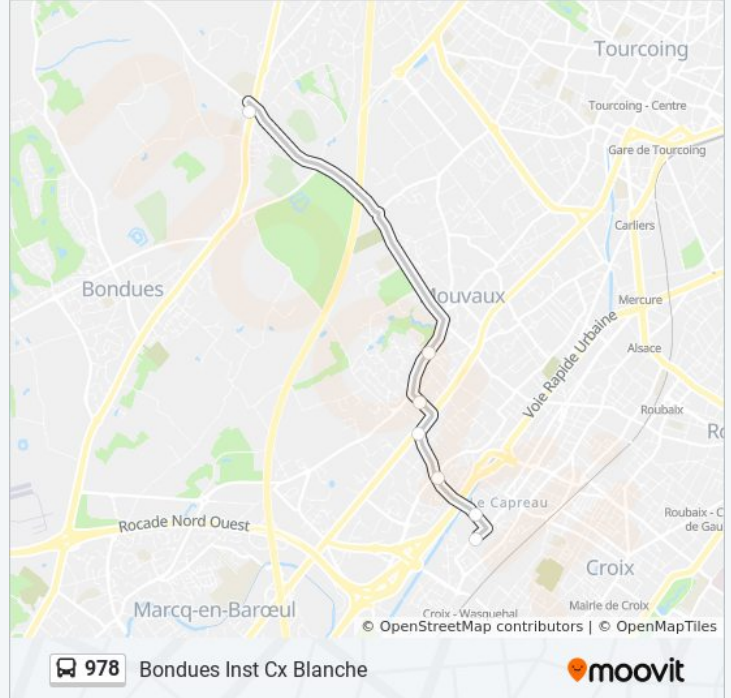 Tourcoing
Tourcoing - Centre
Gare de Tourcoing
Carliers
Bondues
Mouvaux
Mercure
Voie Rapide Urbaine
Alsace
Roubaix
Le Capreau
Roubaix - C
de Gau
Rocade Nord Ouest
Croix
Marcq-en-Barœul
Croix - Wasquehal
Mairie de Croix
© OpenStreetMap contributors | © OpenMapTiles
978 Bondues Inst Cx Blanche
moovit